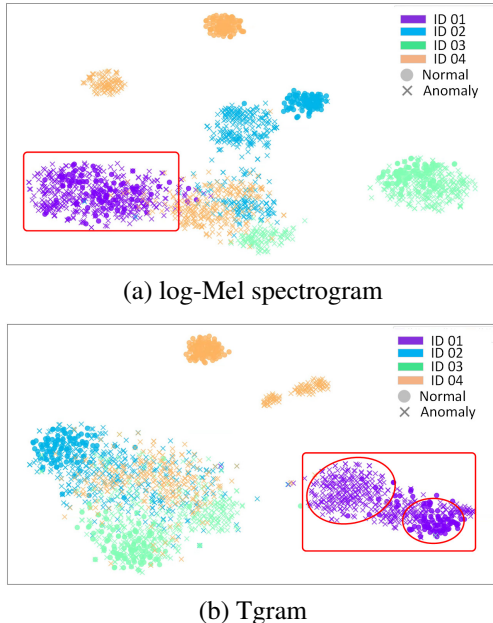 ID 01
ID 02
ID 03
ID 04
Normal
Anomaly
(a) log-Mel spectrogram
ID 01
ID 02
ID 03
ID 04
Normal
Anomaly
(b) Tgram